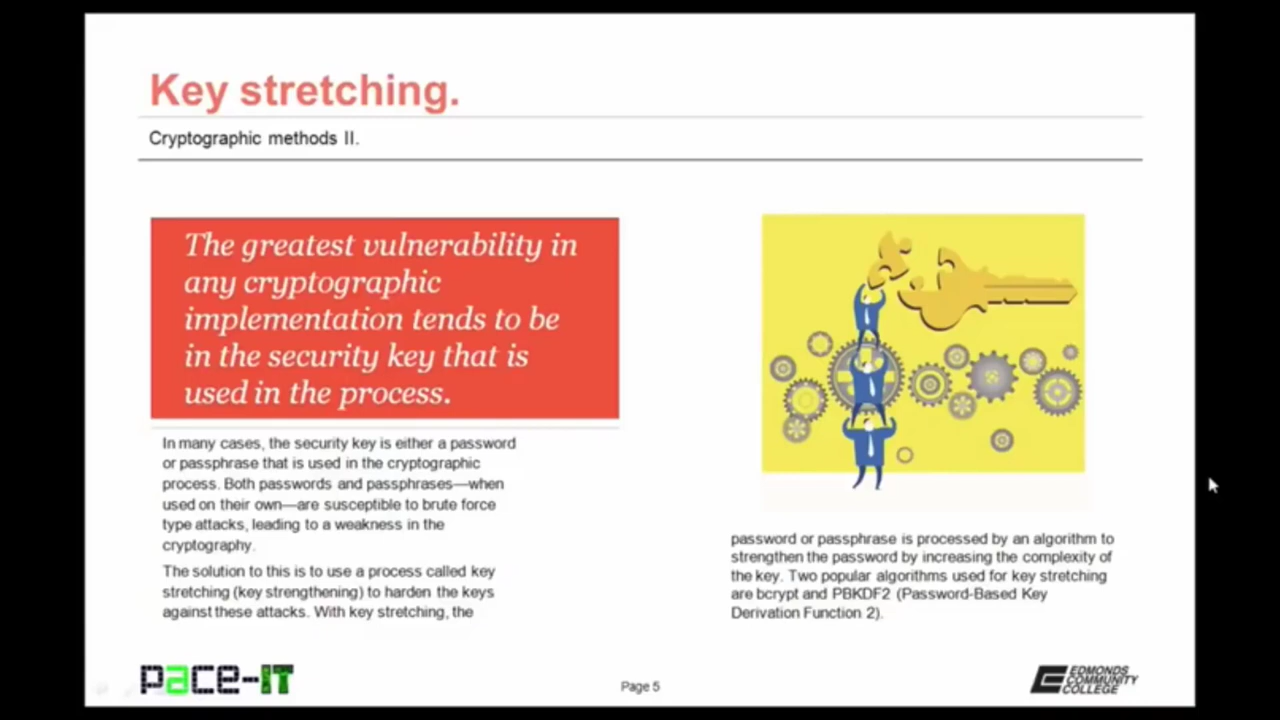 Key stretching.
Cryptographic methods II.
The greatest vulnerability in
any cryptographic
implementation tends to be
in the security key that is
used in the process.
In many cases, the security key is either a password
or passphrase that is used in the cryptographic
process. Both passwords and passphrases—when
used on their own—are susceptible to brute force
type attacks, leading to a weakness in the
cryptography.
The solution to this is to use a process called key
stretching (key strengthening) to harden the keys
against these attacks. With key stretching, the
password or passphrase is processed by an algorithm to
strengthen the password by increasing the complexity of
the key. Two popular algorithms used for key stretching
are bcrypt and PBKDF2 (Password-Based Key
Derivation Function 2).
pace-IT
Page 5
EDMONDS
COMMUNITY
COLLEGE